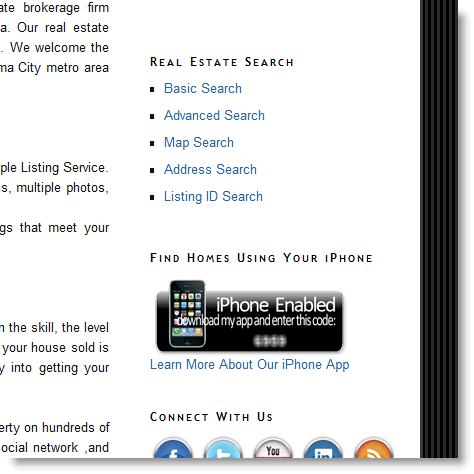 ate brokerage firm
a. Our real estate
. We welcome the
ma City metro area
ple Listing Service.
s, multiple photos,
gs that meet your
n the skill, the level
your house sold is
y into getting your
erty on hundreds of
ocial network ,and
Real Estate Search
Basic Search
Advanced Search
Map Search
Address Search
Listing ID Search
Find Homes Using Your iPhone
iPhone Enabled
download my app and enter this code:
Learn More About Our iPhone App
Connect With Us
f
t
You
in